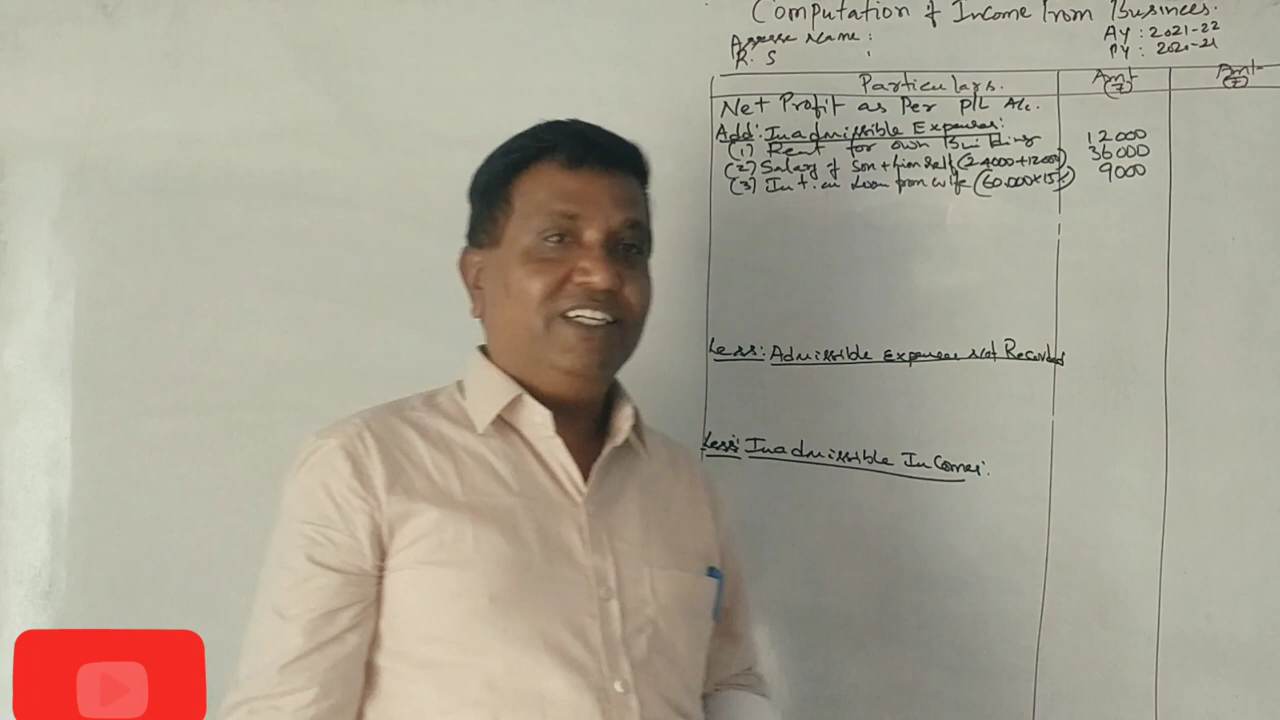 Computation of Income from Business.
Assesse Name :
AY : 2021-22
R. S :
PY : 2020-21
Particulars. Amt (₹) Amt (₹)
Net Profit as Per P/L A/c.
Add: Inadmissible Expenses:
(1) Rent for own Building 12000
(2) Salary of Son + himself (24000+12000) 36000
(3) Int. on Loan from wife (60,000×15%) 9000
Less: Admissible Expenses not Recorded
Less: Inadmissible Incomes: